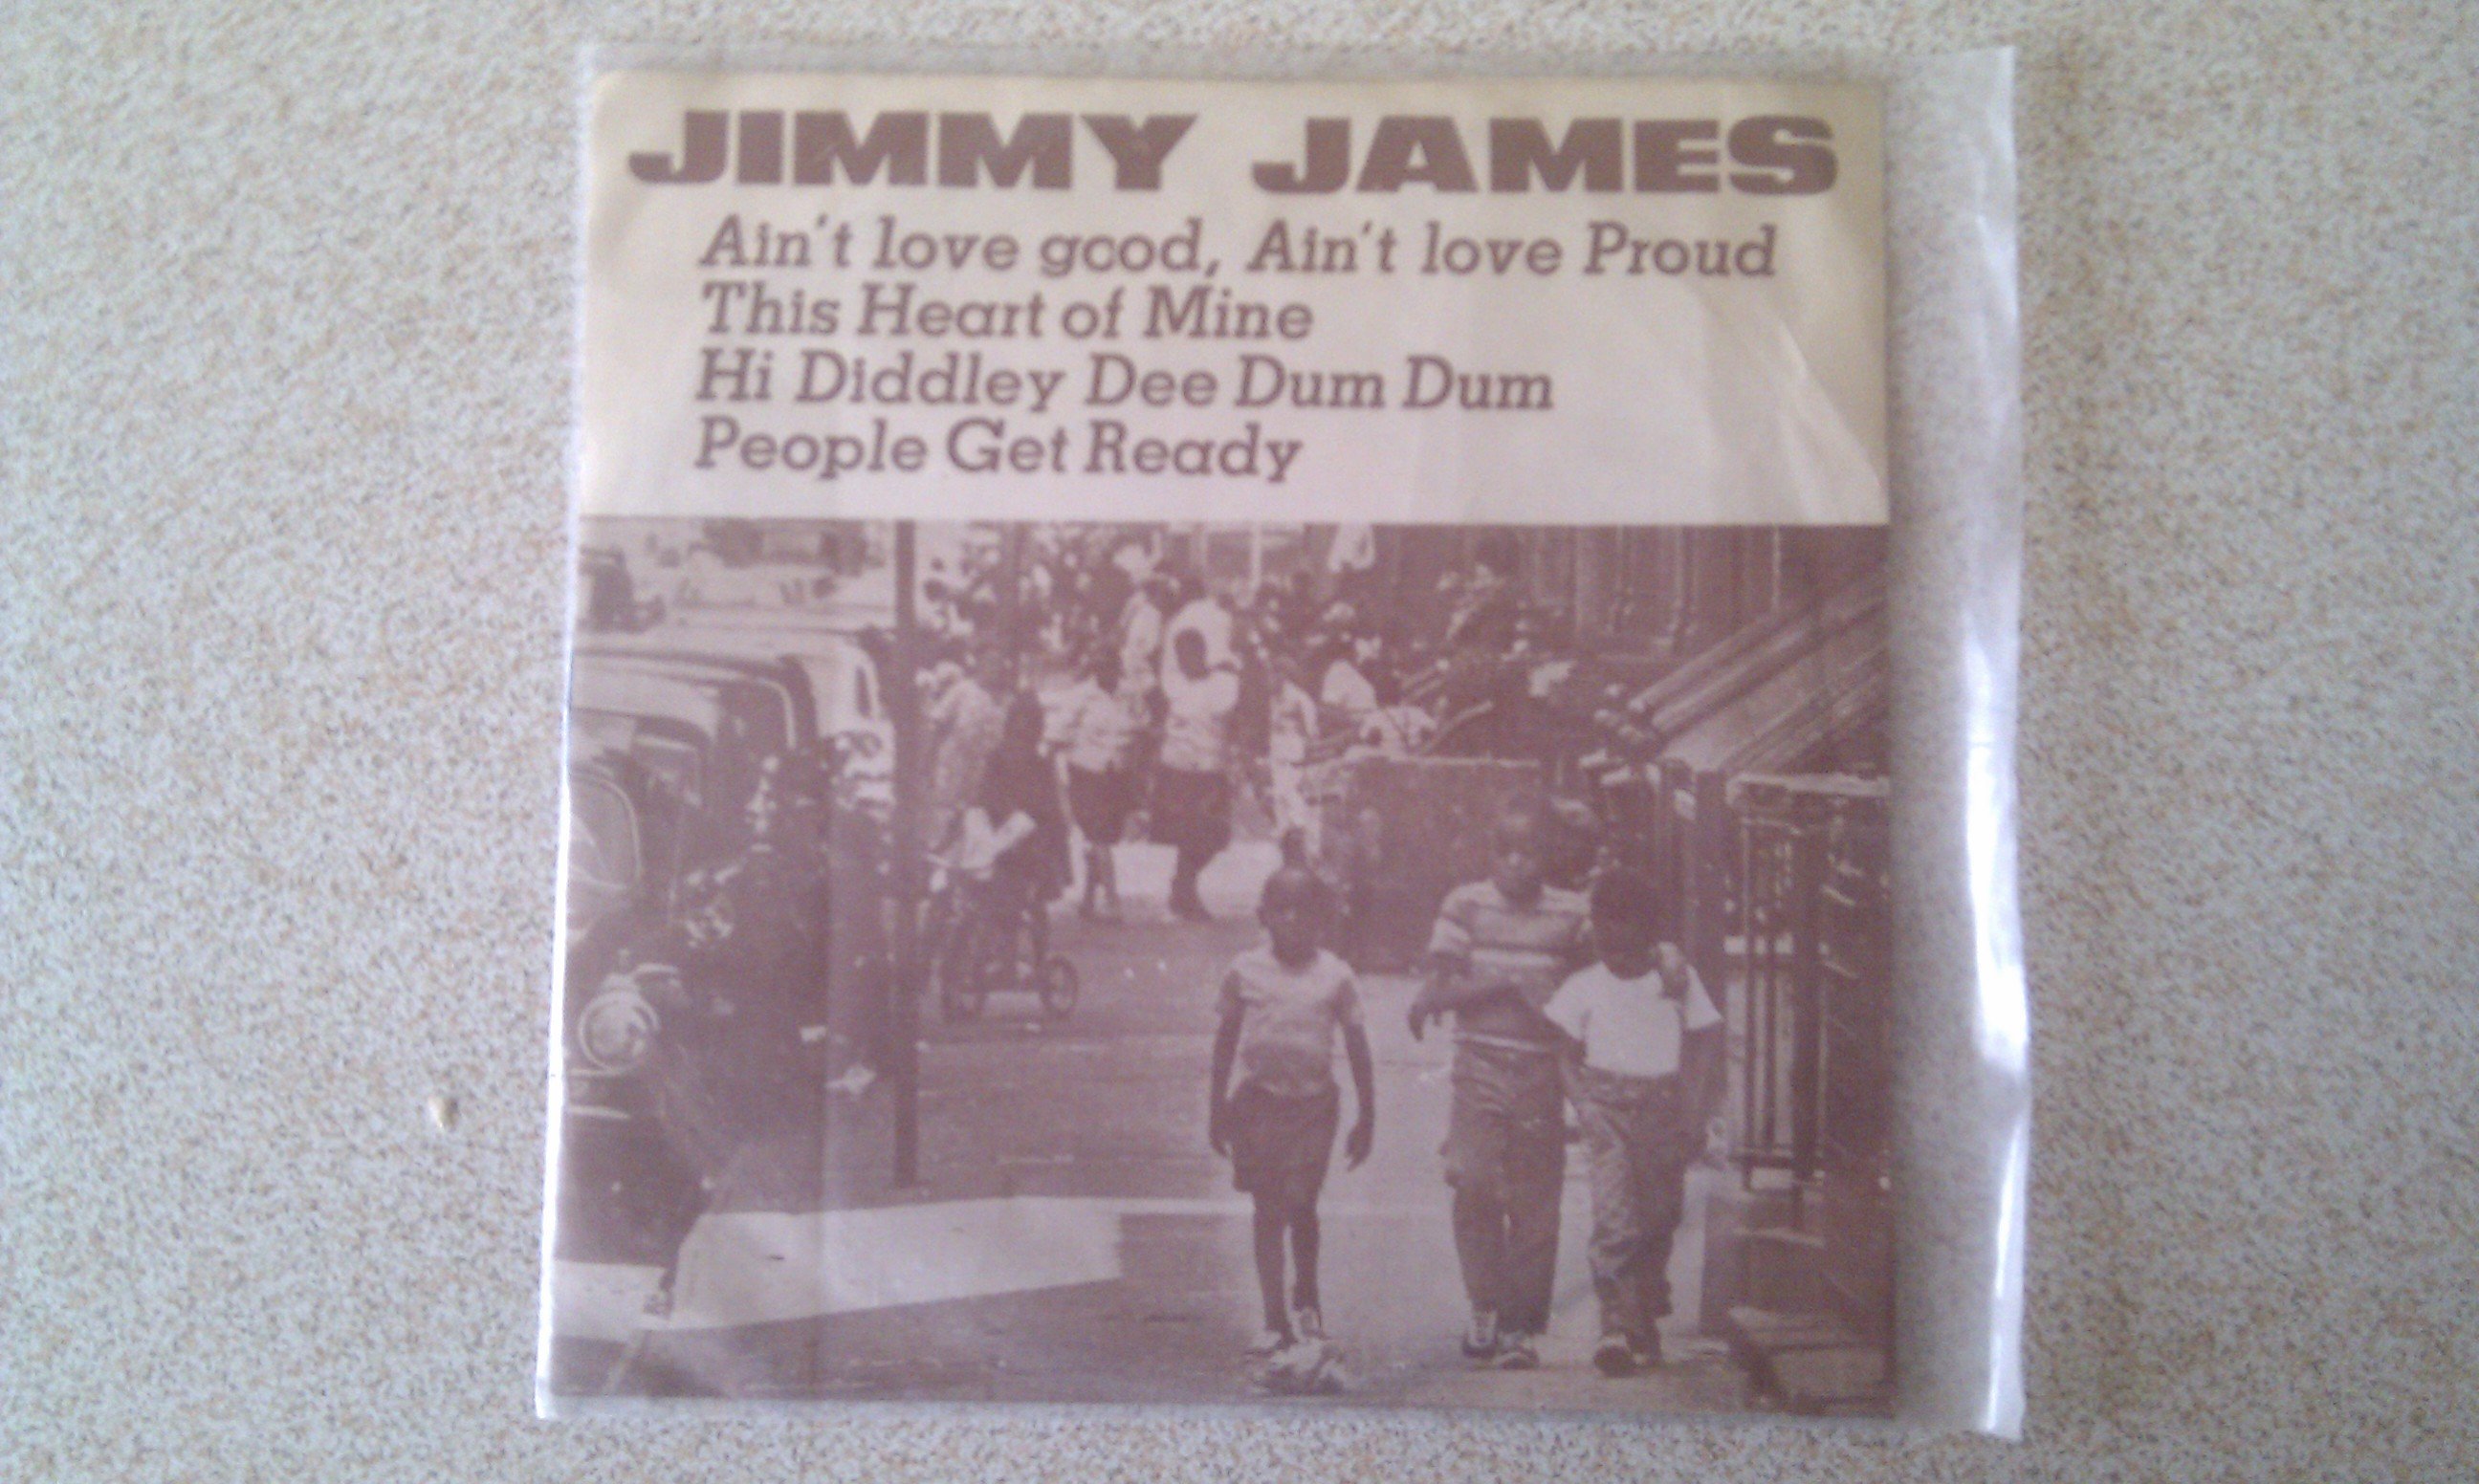 JIMMY JAMES
Ain't love good, Ain't love Proud
This Heart of Mine
Hi Diddley Dee Dum Dum
People Get Ready